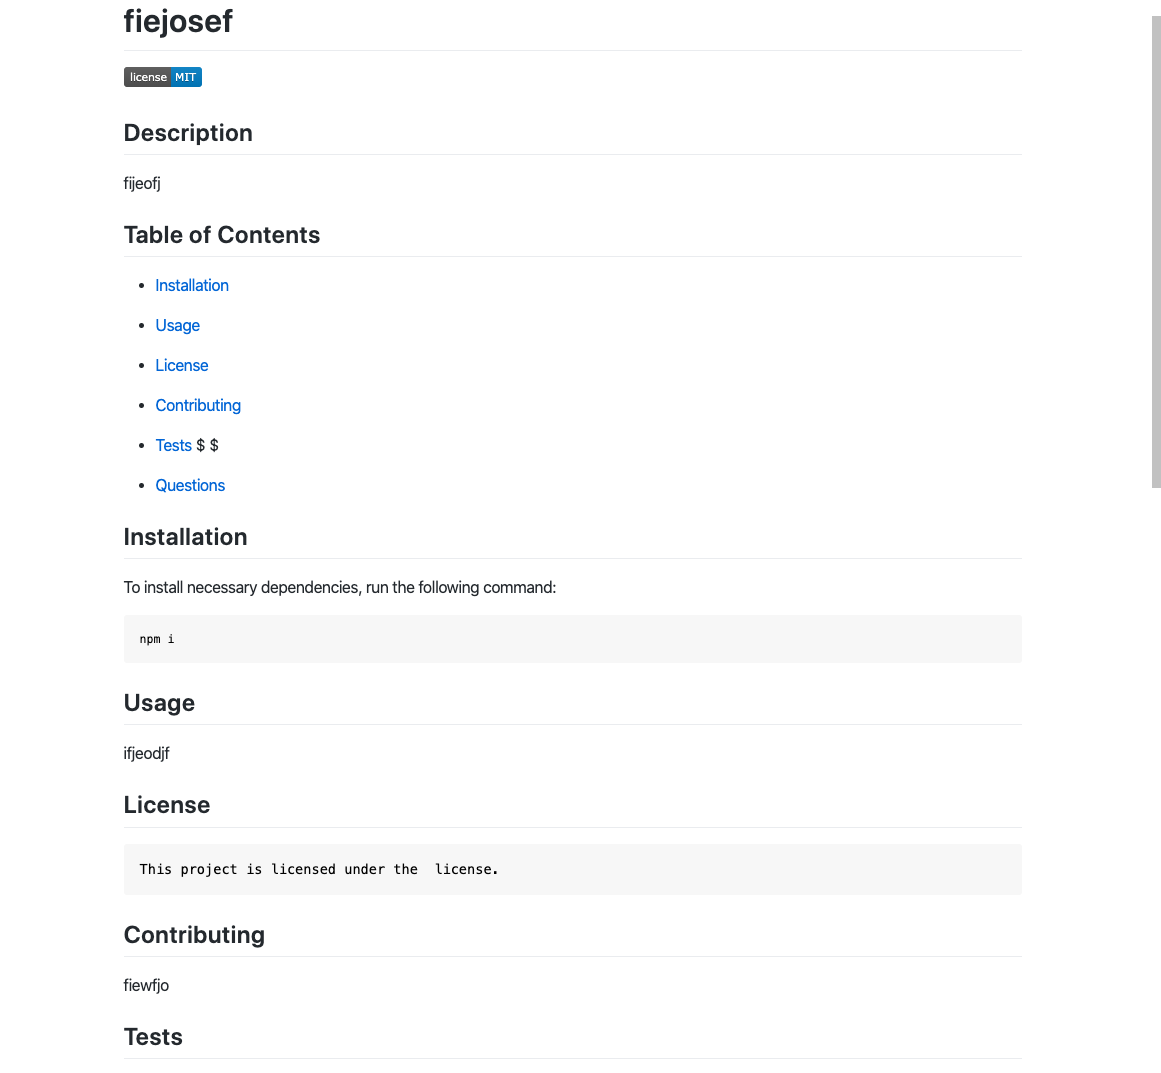 fiejosef
license MIT
Description
fijeofj
Table of Contents
Installation
Usage
License
Contributing
Tests $ $
Questions
Installation
To install necessary dependencies, run the following command:
npm i
Usage
ifjeodjf
License
This project is licensed under the  license.
Contributing
fiewfjo
Tests